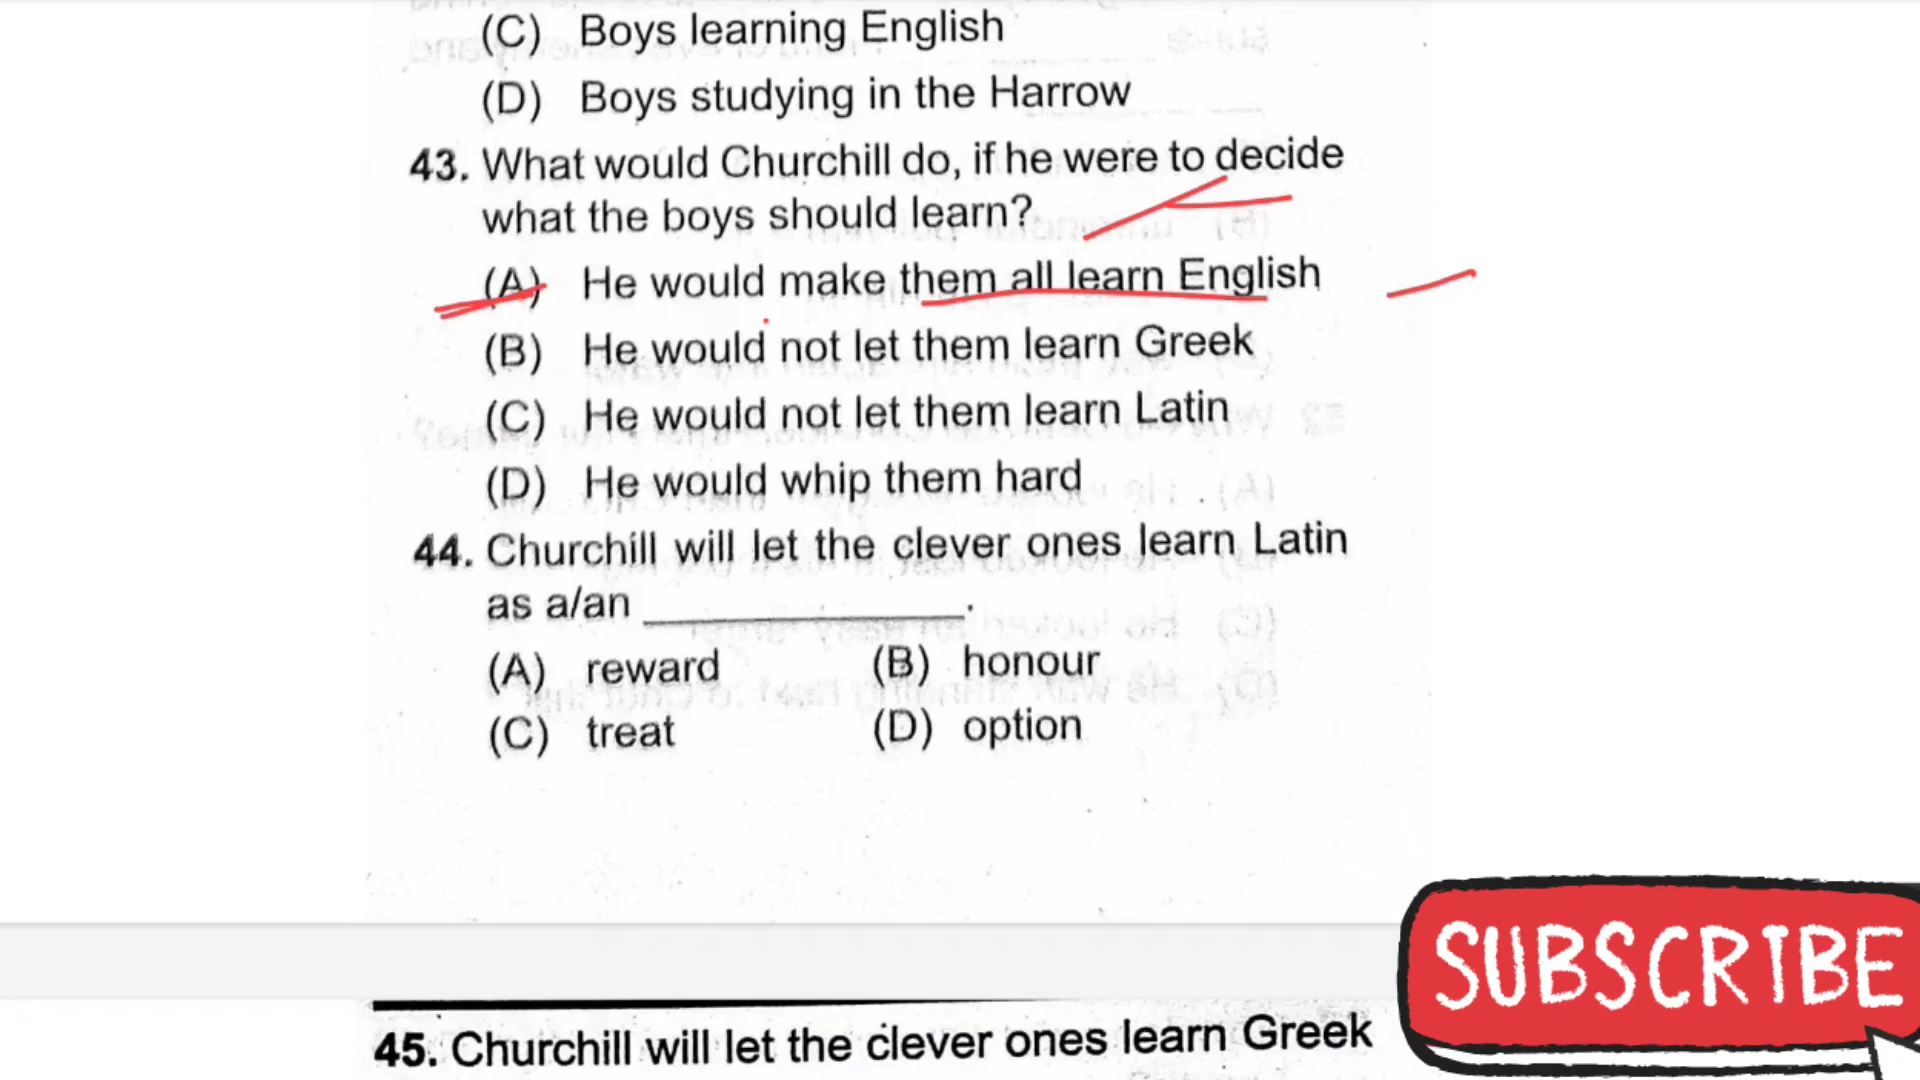 (C) Boys learning English
(D) Boys studying in the Harrow
43. What would Churchill do, if he were to decide
what the boys should learn?
(A) He would make them all learn English
(B) He would not let them learn Greek
(C) He would not let them learn Latin
(D) He would whip them hard
44. Churchill will let the clever ones learn Latin
as a/an ____________.
(A) reward (B) honour
(C) treat (D) option
SUBSCRIBE
45. Churchill will let the clever ones learn Greek